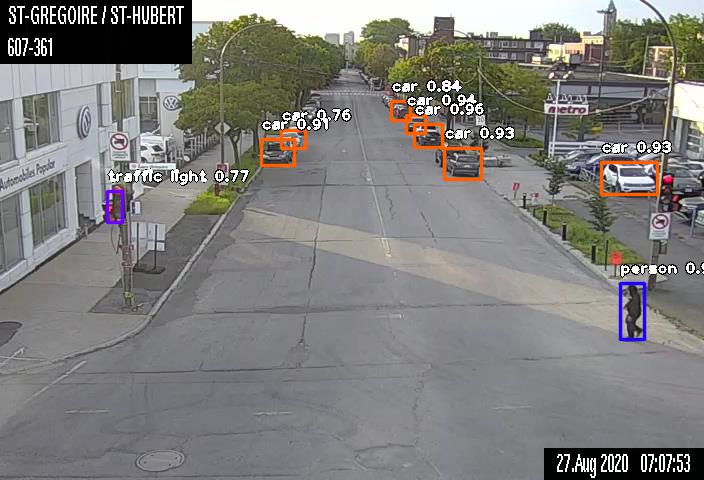 ST-GREGOIRE / ST-HUBERT
607-361
car 0.84
car 0.94
car 0.76
car 0.96
car 0.91
car 0.93
car 0.93
metro
Automobiles Popular
traffic light 0.77
person 0.9
27.Aug 2020 07:07:53